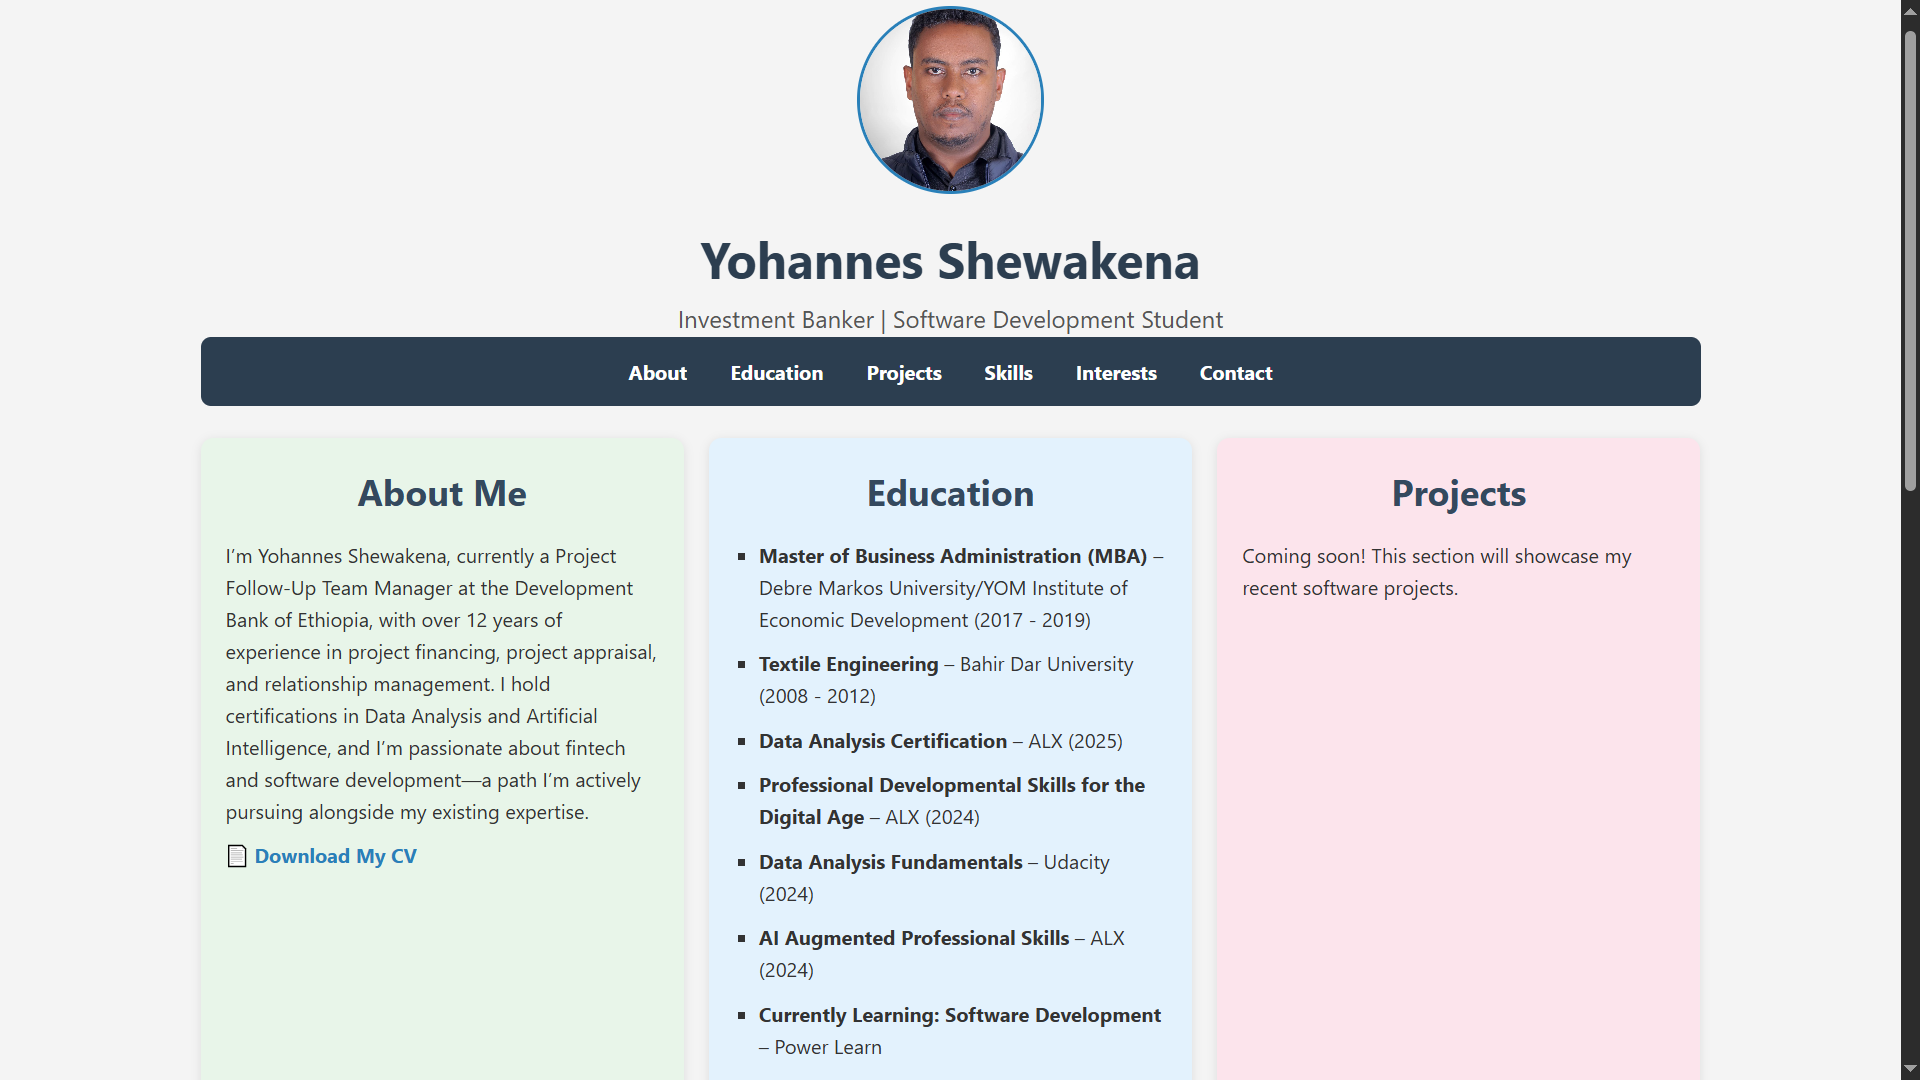 Yohannes Shewakena
Investment Banker | Software Development Student
About Education Projects Skills Interests Contact
About Me
I’m Yohannes Shewakena, currently a Project
Follow-Up Team Manager at the Development
Bank of Ethiopia, with over 12 years of
experience in project financing, project appraisal,
and relationship management. I hold
certifications in Data Analysis and Artificial
Intelligence, and I’m passionate about fintech
and software development—a path I’m actively
pursuing alongside my existing expertise.
Download My CV
Education
Master of Business Administration (MBA) –
Debre Markos University/YOM Institute of
Economic Development (2017 - 2019)
Textile Engineering – Bahir Dar University
(2008 - 2012)
Data Analysis Certification – ALX (2025)
Professional Developmental Skills for the
Digital Age – ALX (2024)
Data Analysis Fundamentals – Udacity
(2024)
AI Augmented Professional Skills – ALX
(2024)
Currently Learning: Software Development
– Power Learn
Projects
Coming soon! This section will showcase my
recent software projects.